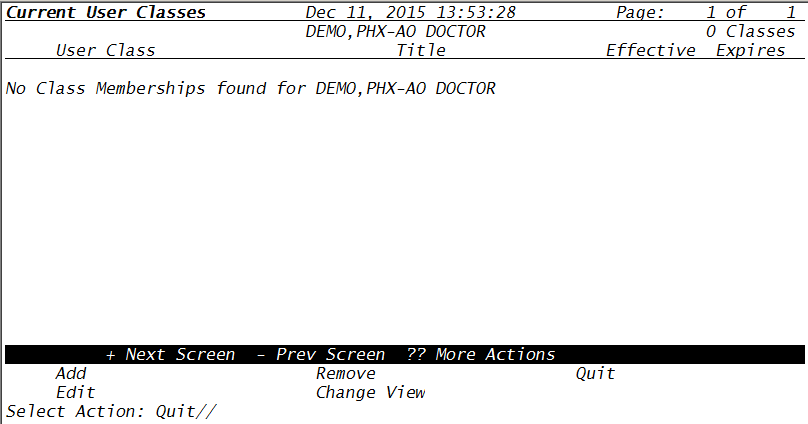 Current User Classes          Dec 11, 2015 13:53:28          Page:    1 of    1
                              DEMO,PHX-AO DOCTOR                      0 Classes
     User Class                        Title                Effective  Expires
No Class Memberships found for DEMO,PHX-AO DOCTOR
          + Next Screen  - Prev Screen  ?? More Actions
     Add                       Remove                    Quit
     Edit                      Change View
Select Action: Quit//